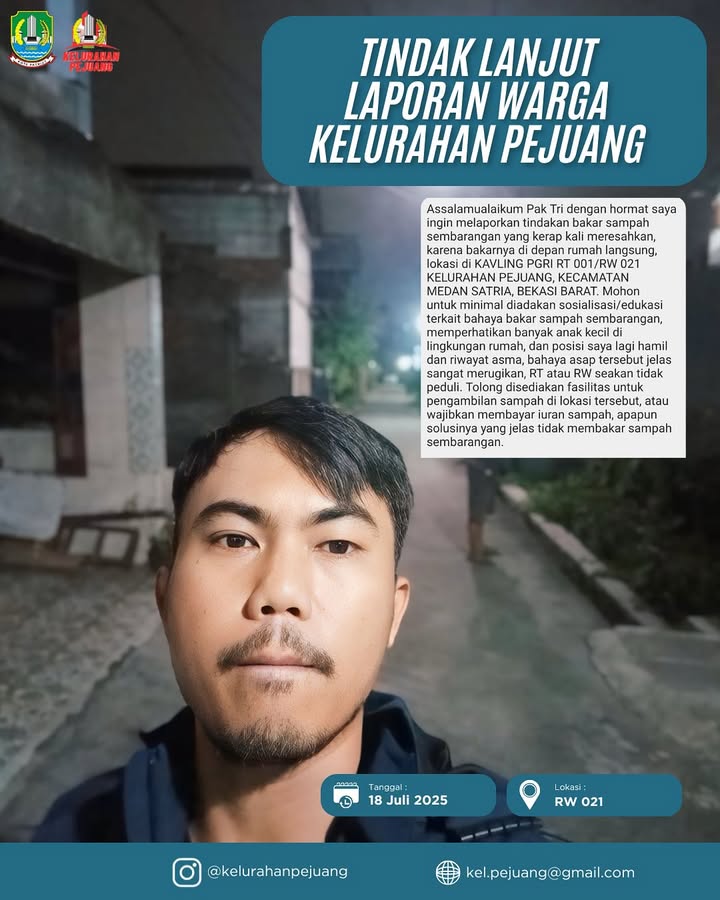 KELURAHAN
PEJUANG
TINDAK LANJUT
LAPORAN WARGA
KELURAHAN PEJUANG
Assalamualaikum Pak Tri dengan hormat saya
ingin melaporkan tindakan bakar sampah
sembarangan yang kerap kali meresahkan,
karena bakarnya di depan rumah langsung,
lokasi di KAVLING PGRI RT 001/RW 021
KELURAHAN PEJUANG, KECAMATAN
MEDAN SATRIA, BEKASI BARAT. Mohon
untuk minimal diadakan sosialisasi/edukasi
terkait bahaya bakar sampah sembarangan,
memperhatikan banyak anak kecil di
lingkungan rumah, dan posisi saya lagi hamil
dan riwayat asma, bahaya asap tersebut jelas
sangat merugikan, RT atau RW seakan tidak
peduli. Tolong disediakan fasilitas untuk
pengambilan sampah di lokasi tersebut, atau
wajibkan membayar iuran sampah, apapun
solusinya yang jelas tidak membakar sampah
sembarangan.
Tanggal :
18 Juli 2025
Lokasi :
RW 021
@kelurahanpejuang
kel.pejuang@gmail.com